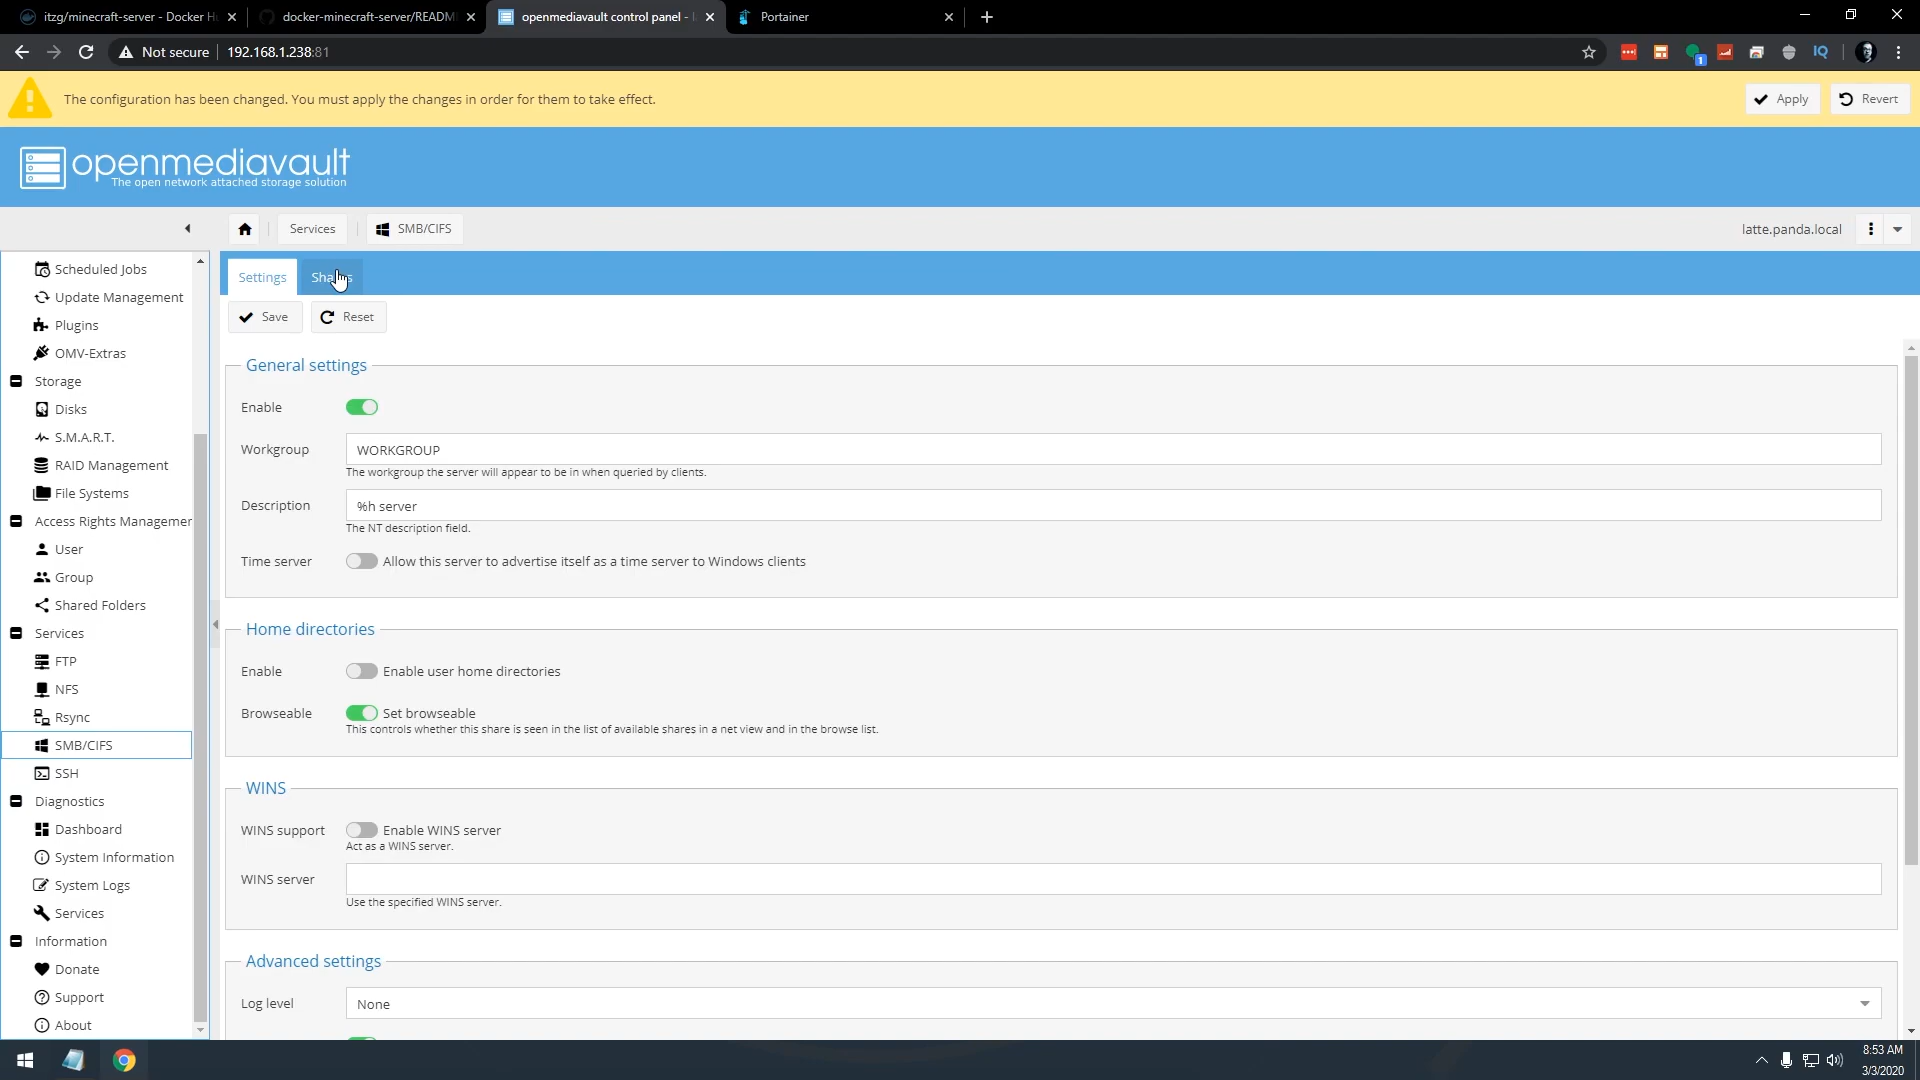 itzg/minecraft-server - Docker H
docker-minecraft-server/READM
openmediavault control panel -
Portainer
Not secure
192.168.1.238:81
1
IQ
The configuration has been changed. You must apply the changes in order for them to take effect.
Apply
Revert
openmediavault
The open network attached storage solution
Services
SMB/CIFS
latte.panda.local
Scheduled Jobs
Update Management
Plugins
OMV-Extras
Storage
Disks
S.M.A.R.T.
RAID Management
File Systems
Access Rights Managemer
User
Group
Shared Folders
Services
FTP
NFS
Rsync
SMB/CIFS
SSH
Diagnostics
Dashboard
System Information
System Logs
Services
Information
Donate
Support
About
Settings
Save
Reset
General settings
Enable
Workgroup
WORKGROUP
The workgroup the server will appear to be in when queried by clients.
Description
%h server
The NT description field.
Time server
Allow this server to advertise itself as a time server to Windows clients
Home directories
Enable
Enable user home directories
Browseable
Set browseable
This controls whether this share is seen in the list of available shares in a net view and in the browse list.
WINS
WINS support
Enable WINS server
Act as a WINS server.
WINS server
Use the specified WINS server.
Advanced settings
Log level
None
8:53 AM
3/3/2020